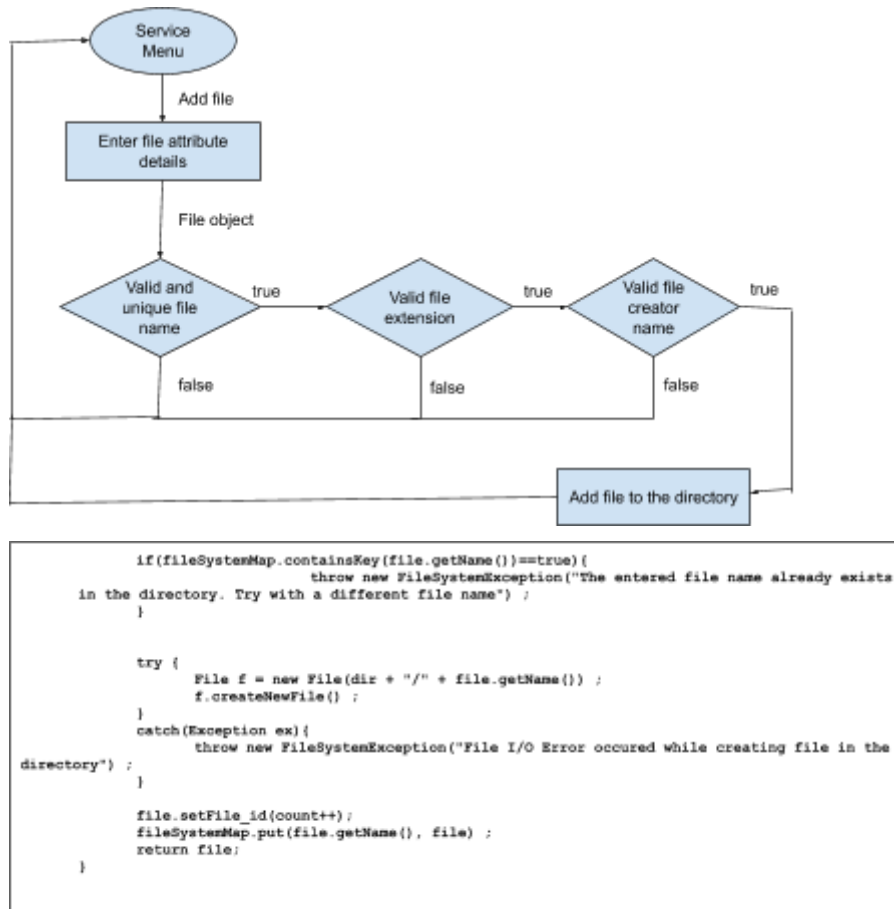 Service
Menu
Add file
Enter file attribute
details
File object
Valid and
unique file
name
true
Valid file
extension
true
Valid file
creator
name
true
false
false
false
Add file to the directory
if(fileSystemMap.containsKey(file.getName())==true){
throw new FileSystemException("The entered file name already exists
in the directory. Try with a different file name") ;
}
try {
File f = new File(dir + "/" + file.getName()) ;
f.createNewFile() ;
}
catch(Exception ex){
throw new FileSystemException("File I/O Error occured while creating file in the
directory") ;
}
file.setFile_id(count++);
fileSystemMap.put(file.getName(), file) ;
return file;
}